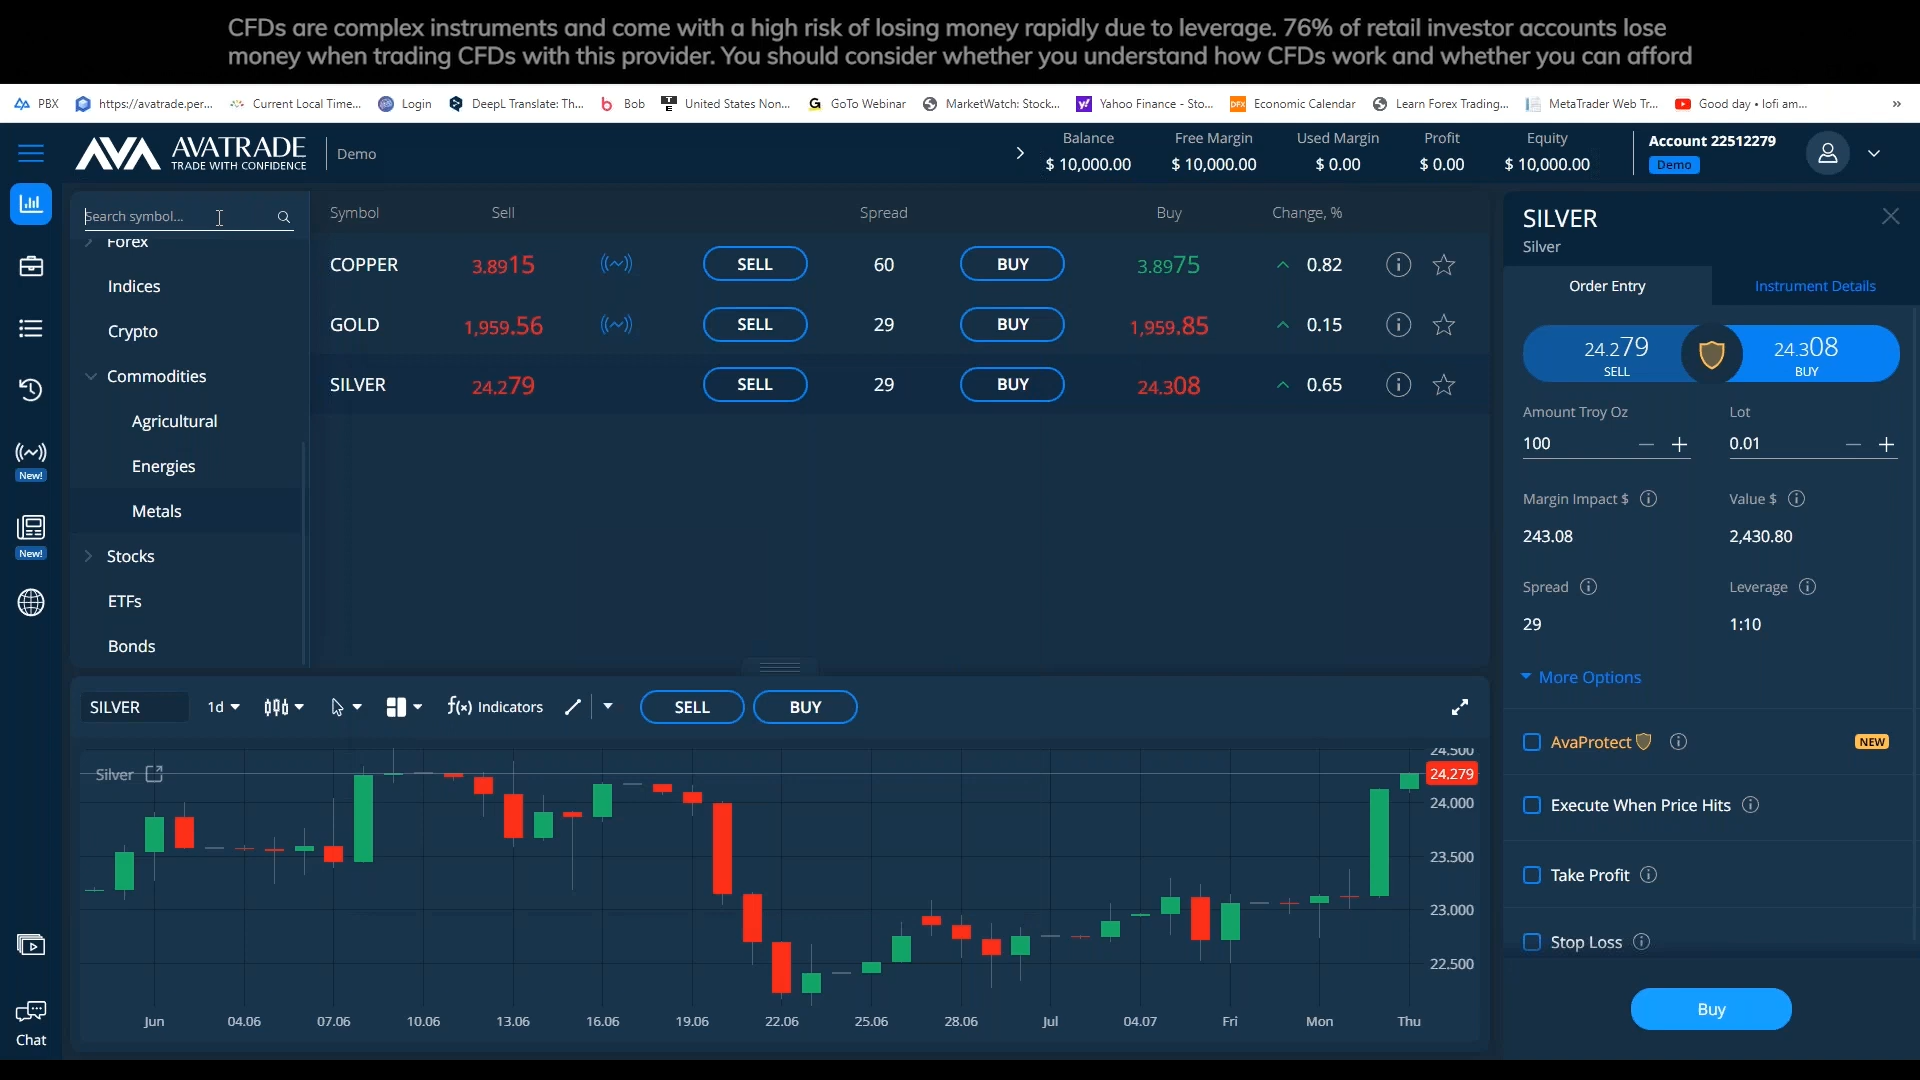 CFDs are complex instruments and come with a high risk of losing money rapidly due to leverage. 76% of retail investor accounts lose
money when trading CFDs with this provider. You should consider whether you understand how CFDs work and whether you can afford
PBX https://avatrade.per... Current Local Time... Login DeepL Translate: Th... Bob United States Non... GoTo Webinar MarketWatch: Stock... Yahoo Finance - Sto... DFX Economic Calendar Learn Forex Trading... MetaTrader Web Tr... Good day • lofi am... »
AVA AVATRADE
TRADE WITH CONFIDENCE
Demo
Balance Free Margin Used Margin Profit Equity
$ 10,000.00 $ 10,000.00 $ 0.00 $ 0.00 $ 10,000.00
Account 22512279
Demo
Search symbol...
Forex
Indices
Crypto
Commodities
Agricultural
Energies
Metals
Stocks
ETFs
Bonds
New!
New!
Chat
Symbol Sell Spread Buy Change, %
COPPER 3.8915 SELL 60 BUY 3.8975 0.82
GOLD 1,959.56 SELL 29 BUY 1,959.85 0.15
SILVER 24.279 SELL 29 BUY 24.308 0.65
SILVER 1d f(x) Indicators SELL BUY
Silver
24.500
24.279
24.000
23.500
23.000
22.500
Jun 04.06 07.06 10.06 13.06 16.06 19.06 22.06 25.06 28.06 Jul 04.07 Fri Mon Thu
SILVER
Silver
Order Entry Instrument Details
24.279 24.308
SELL BUY
Amount Troy Oz Lot
100 0.01
Margin Impact $ Value $
243.08 2,430.80
Spread Leverage
29 1:10
More Options
AvaProtect NEW
Execute When Price Hits
Take Profit
Stop Loss
Buy